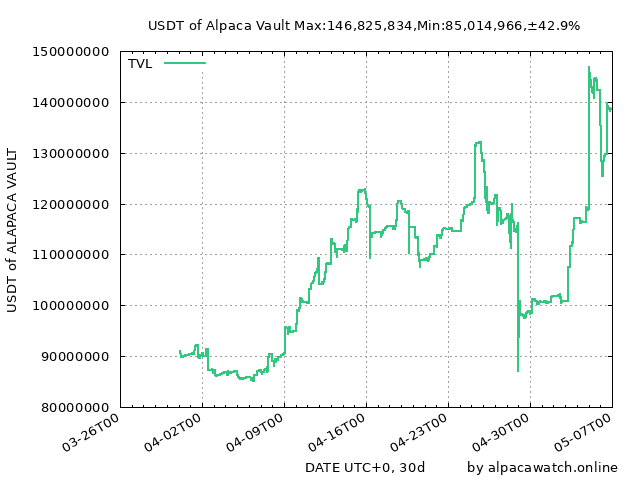 USDT of Alpaca Vault Max:146,825,834,Min:85,014,966,±42.9%
TVL
150000000
140000000
130000000
120000000
110000000
100000000
90000000
80000000
USDT of ALAPACA VAULT
03-26T00
04-02T00
04-09T00
04-16T00
04-23T00
04-30T00
05-07T00
DATE UTC+0, 30d
by alpacawatch.online